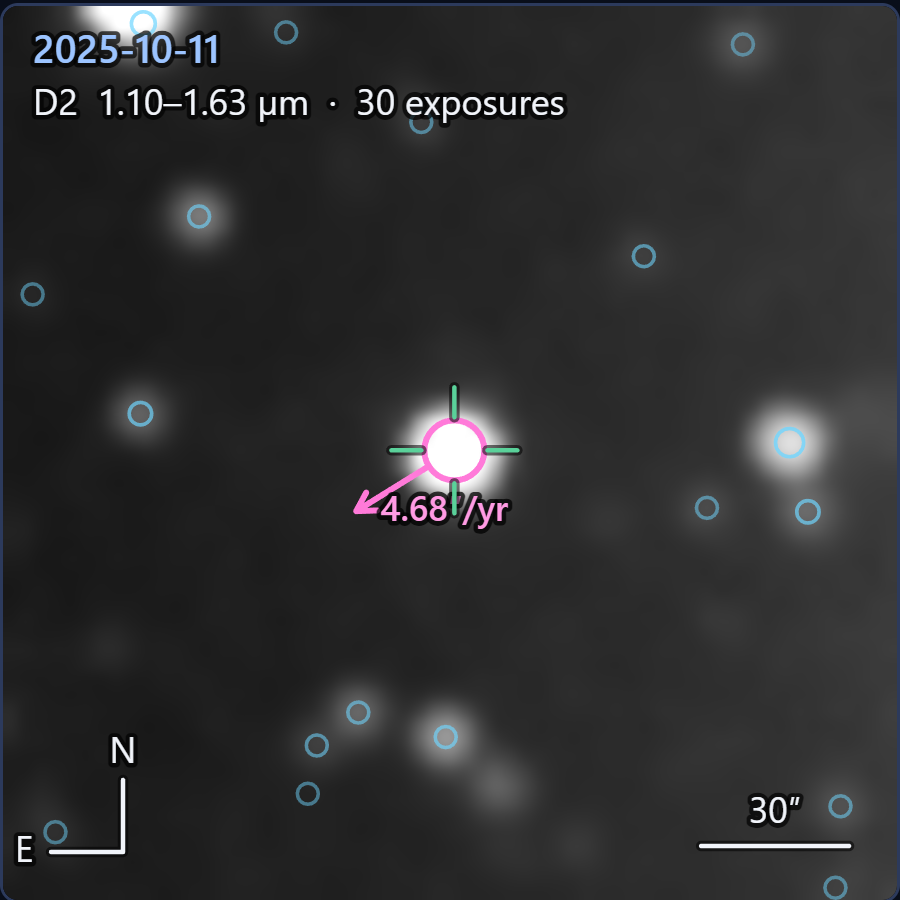 2025-10-11
D2 1.10–1.63 µm · 30 exposures
4.68″/yr
N
E
30″